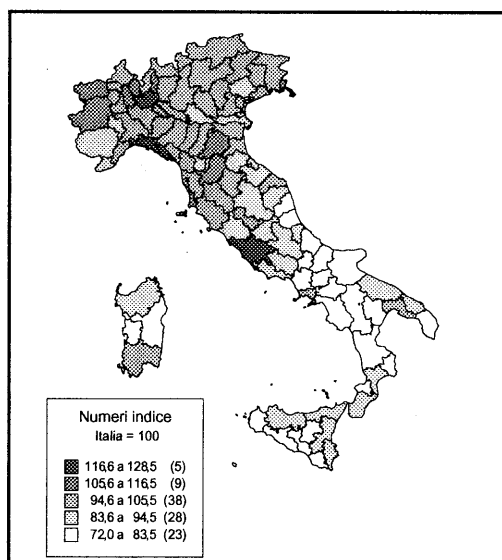 Numeri indice
Italia = 100
116,6 a 128,5 (5)
105,6 a 116,5 (9)
94,6 a 105,5 (38)
83,6 a 94,5 (28)
72,0 a 83,5 (23)